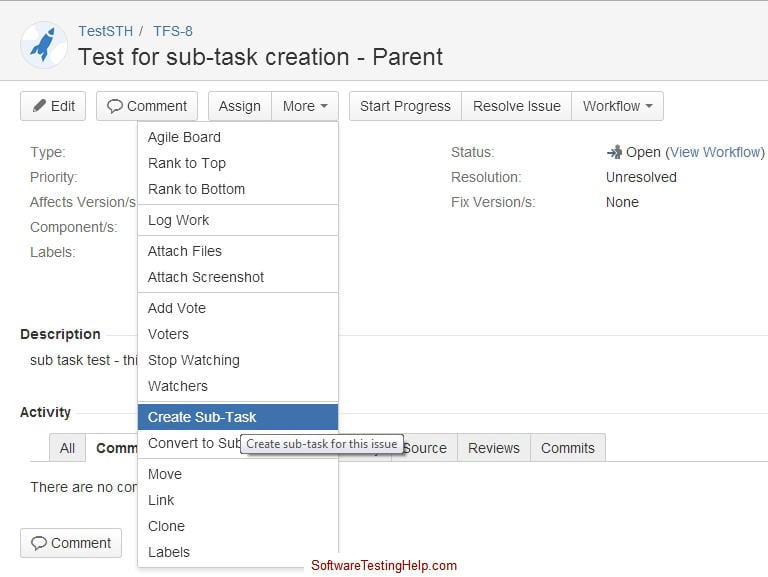 TestSTH / TFS-8
Test for sub-task creation - Parent
Edit Comment Assign More Start Progress Resolve Issue Workflow
Agile Board
Rank to Top
Rank to Bottom
Log Work
Attach Files
Attach Screenshot
Add Vote
Voters
Stop Watching
Watchers
Create Sub-Task
Convert to Sub
Create sub-task for this issue
Move
Link
Clone
Labels
Type:
Priority:
Affects Version/s
Component/s:
Labels:
Status: Open (View Workflow)
Resolution: Unresolved
Fix Version/s: None
Description
sub task test - thi
Activity
All Comm Source Reviews Commits
There are no con
Comment
SoftwareTestingHelp.com